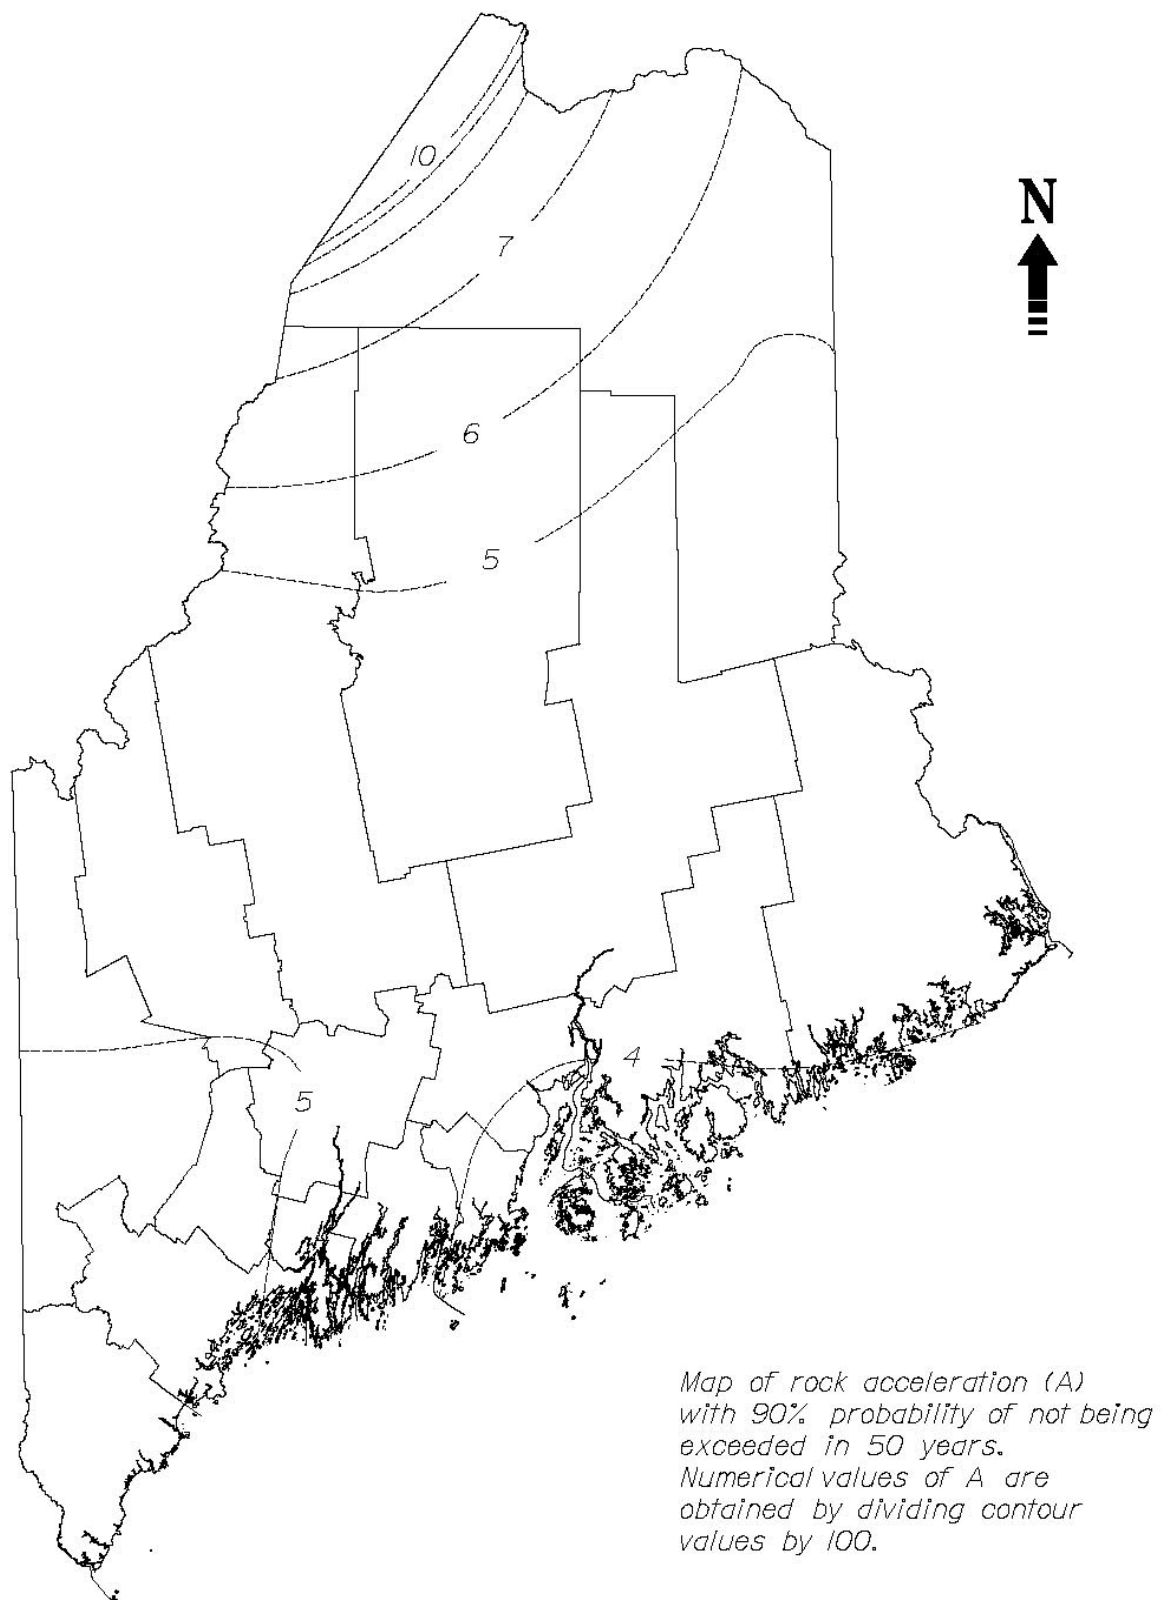 10
N
7
6
5
4
5
Map of rock acceleration (A)
with 90% probability of not being
exceeded in 50 years.
Numerical values of A are
obtained by dividing contour
values by 100.